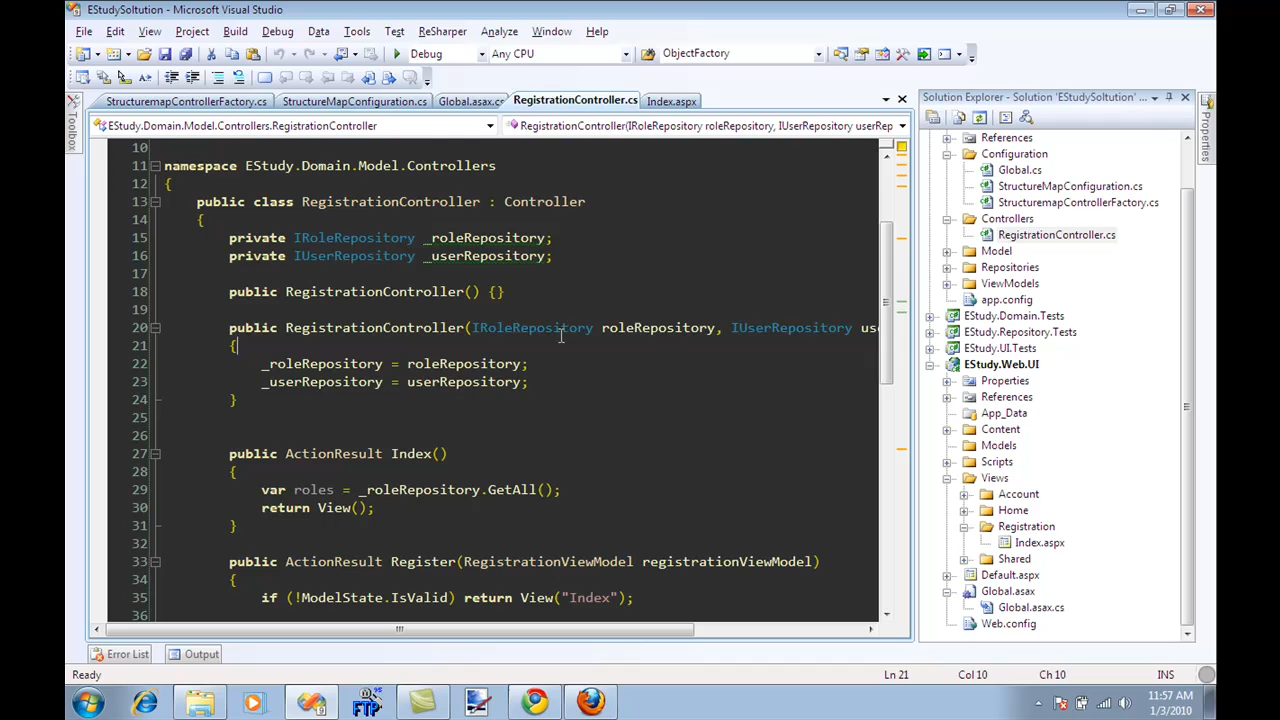 EStudySoltution - Microsoft Visual Studio
File Edit View Project Build Debug Data Tools Test ReSharper Analyze Window Help
Debug Any CPU ObjectFactory
StructuremapControllerFactory.cs StructureMapConfiguration.cs Global.asax.cs RegistrationController.cs Index.aspx
EStudy.Domain.Model.Controllers.RegistrationController RegistrationController(IRoleRepository roleRepository, IUserRepository userRep
Toolbox
10
11 namespace EStudy.Domain.Model.Controllers
12 {
13 public class RegistrationController : Controller
14 {
15 private IRoleRepository _roleRepository;
16 private IUserRepository _userRepository;
17
18 public RegistrationController() {}
19
20 public RegistrationController(IRoleRepository roleRepository, IUserRepository use
21 {
22 _roleRepository = roleRepository;
23 _userRepository = userRepository;
24 }
25
26
27 public ActionResult Index()
28 {
29 var roles = _roleRepository.GetAll();
30 return View();
31 }
32
33 public ActionResult Register(RegistrationViewModel registrationViewModel)
34 {
35 if (!ModelState.IsValid) return View("Index");
36
Solution Explorer - Solution 'EStudySoltution' ...
References
Configuration
Global.cs
StructureMapConfiguration.cs
StructuremapControllerFactory.cs
Controllers
RegistrationController.cs
Model
Repositories
ViewModels
app.config
EStudy.Domain.Tests
EStudy.Repository.Tests
EStudy.UI.Tests
EStudy.Web.UI
Properties
References
App_Data
Content
Models
Scripts
Views
Account
Home
Registration
Index.aspx
Shared
Default.aspx
Global.asax
Global.asax.cs
Web.config
Properties
Error List Output
Ready Ln 21 Col 10 Ch 10 INS
FTP
11:57 AM
1/3/2010